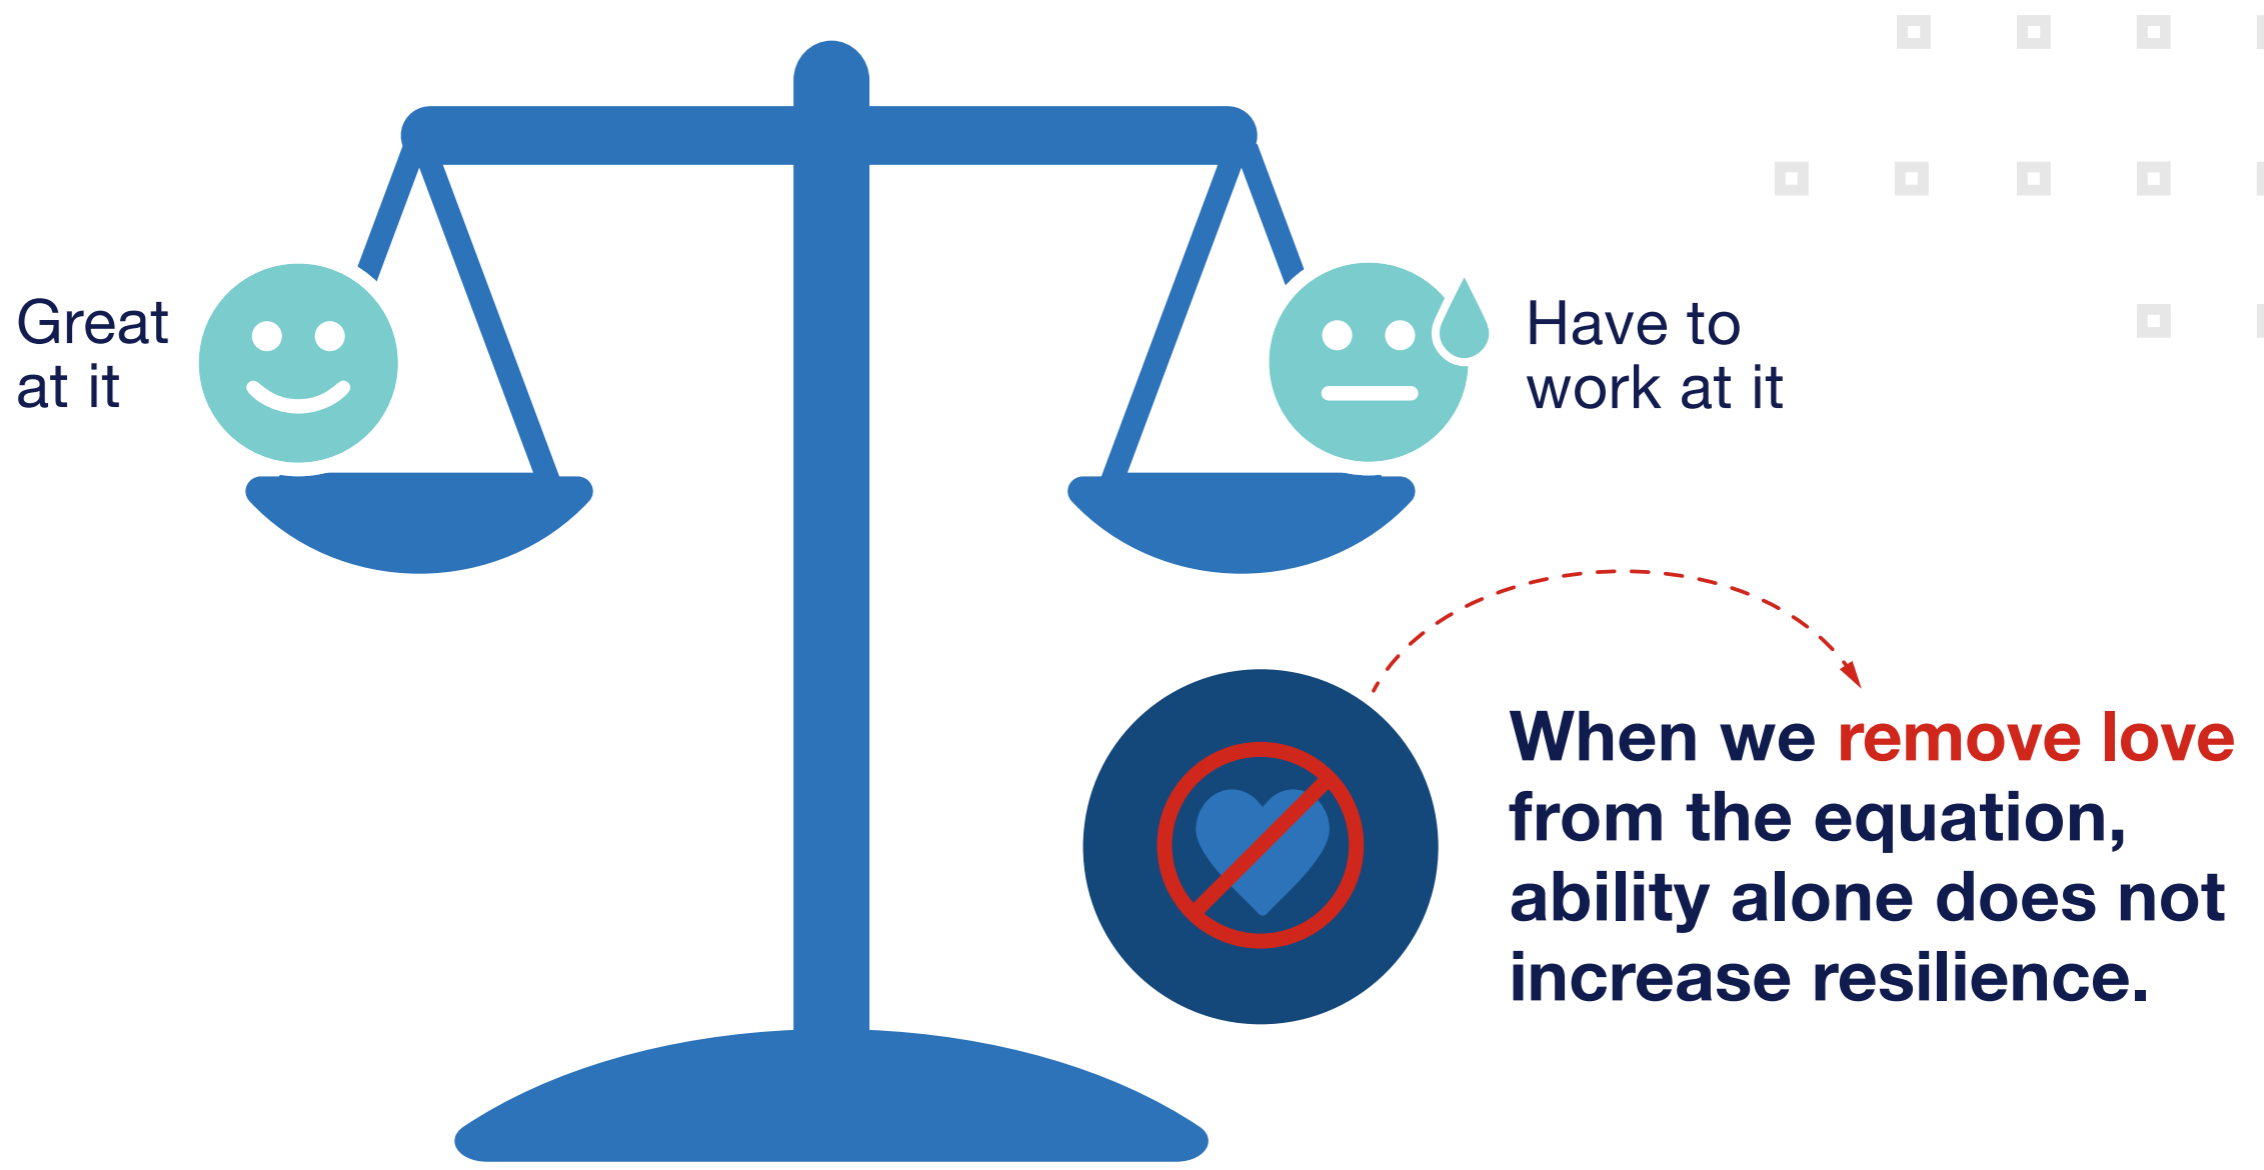 Great
at it
Have to
work at it
When we remove love
from the equation,
ability alone does not
increase resilience.